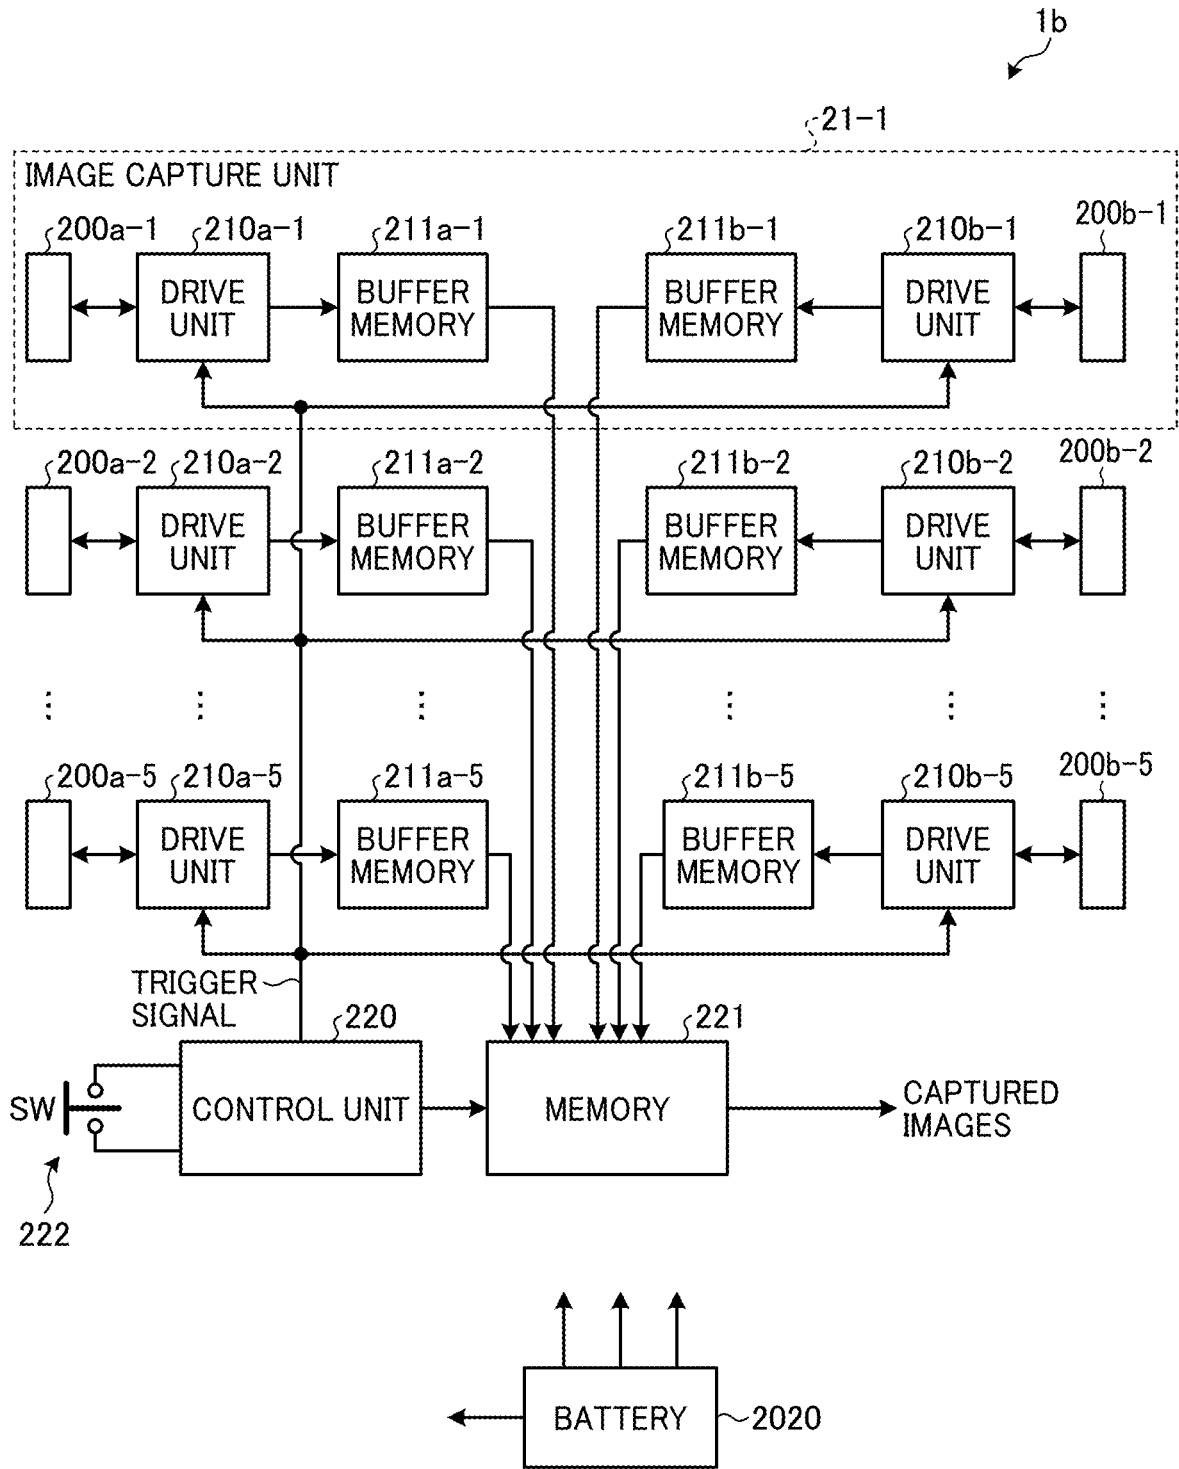 1b
21-1
IMAGE CAPTURE UNIT
200a-1 210a-1 211a-1 211b-1 210b-1 200b-1
DRIVE UNIT
BUFFER MEMORY
BUFFER MEMORY
DRIVE UNIT
200a-2 210a-2 211a-2 211b-2 210b-2 200b-2
DRIVE UNIT
BUFFER MEMORY
BUFFER MEMORY
DRIVE UNIT
200a-5 210a-5 211a-5 211b-5 210b-5 200b-5
DRIVE UNIT
BUFFER MEMORY
BUFFER MEMORY
DRIVE UNIT
TRIGGER
SIGNAL
220
221
SW
CONTROL UNIT
MEMORY
CAPTURED
IMAGES
222
BATTERY
2020